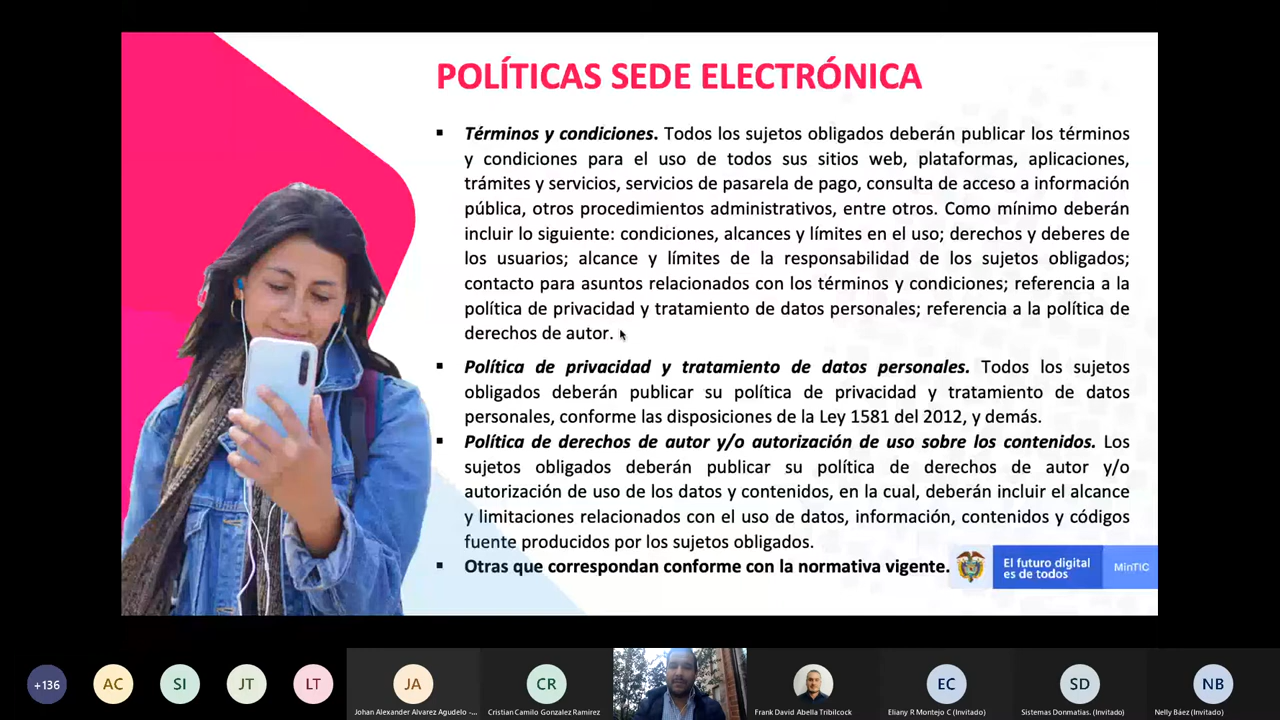 POLÍTICAS SEDE ELECTRÓNICA
▪ Términos y condiciones. Todos los sujetos obligados deberán publicar los términos
y condiciones para el uso de todos sus sitios web, plataformas, aplicaciones,
trámites y servicios, servicios de pasarela de pago, consulta de acceso a información
pública, otros procedimientos administrativos, entre otros. Como mínimo deberán
incluir lo siguiente: condiciones, alcances y límites en el uso; derechos y deberes de
los usuarios; alcance y límites de la responsabilidad de los sujetos obligados;
contacto para asuntos relacionados con los términos y condiciones; referencia a la
política de privacidad y tratamiento de datos personales; referencia a la política de
derechos de autor.
▪ Política de privacidad y tratamiento de datos personales. Todos los sujetos
obligados deberán publicar su política de privacidad y tratamiento de datos
personales, conforme las disposiciones de la Ley 1581 del 2012, y demás.
▪ Política de derechos de autor y/o autorización de uso sobre los contenidos. Los
sujetos obligados deberán publicar su política de derechos de autor y/o
autorización de uso de los datos y contenidos, en la cual, deberán incluir el alcance
y limitaciones relacionados con el uso de datos, información, contenidos y códigos
fuente producidos por los sujetos obligados.
▪ Otras que correspondan conforme con la normativa vigente.
El futuro digital
es de todos
MinTIC
+136
AC
SI
JT
LT
JA
CR
EC
SD
NB
Johan Alexander Alvarez Agudelo -...
Cristian Camilo Gonzalez Ramirez
Frank David Abella Tribilcock
Eliany R Montejo C (Invitado)
Sistemas Donmatias. (Invitado)
Nelly Báez (Invitado)